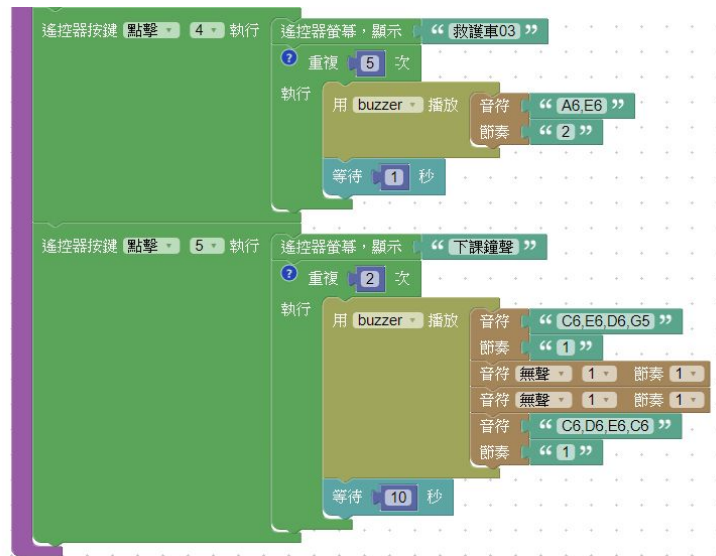 遙控器按鍵 點擊 4 執行 遙控器螢幕，顯示 “ 救護車03 ”
? 重複 5 次
執行 用 buzzer 播放 音符 “ A6,E6 ”
節奏 “ 2 ”
等待 1 秒
遙控器按鍵 點擊 5 執行 遙控器螢幕，顯示 “ 下課鐘聲 ”
? 重複 2 次
執行 用 buzzer 播放 音符 “ C6,E6,D6,G5 ”
節奏 “ 1 ”
音符 無聲 1 節奏 1
音符 無聲 1 節奏 1
音符 “ C6,D6,E6,C6 ”
節奏 “ 1 ”
等待 10 秒